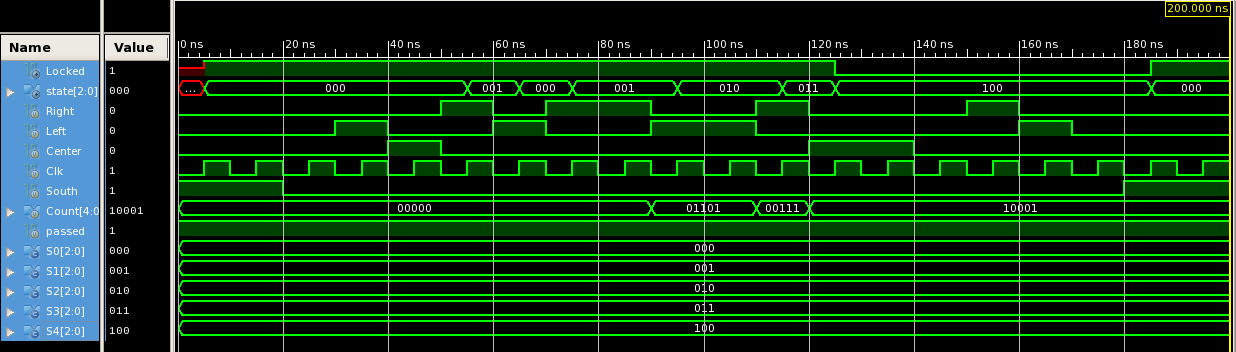 200.000 ns
Name Value 0 ns 20 ns 40 ns 60 ns 80 ns 100 ns 120 ns 140 ns 160 ns 180 ns
Locked 1
state[2:0] 000 ... 000 001 000 001 010 011 100 000
Right 0
Left 0
Center 0
Clk 1
South 1
Count[4:0 10001 00000 01101 00111 10001
passed 1
S0[2:0] 000 000
S1[2:0] 001 001
S2[2:0] 010 010
S3[2:0] 011 011
S4[2:0] 100 100